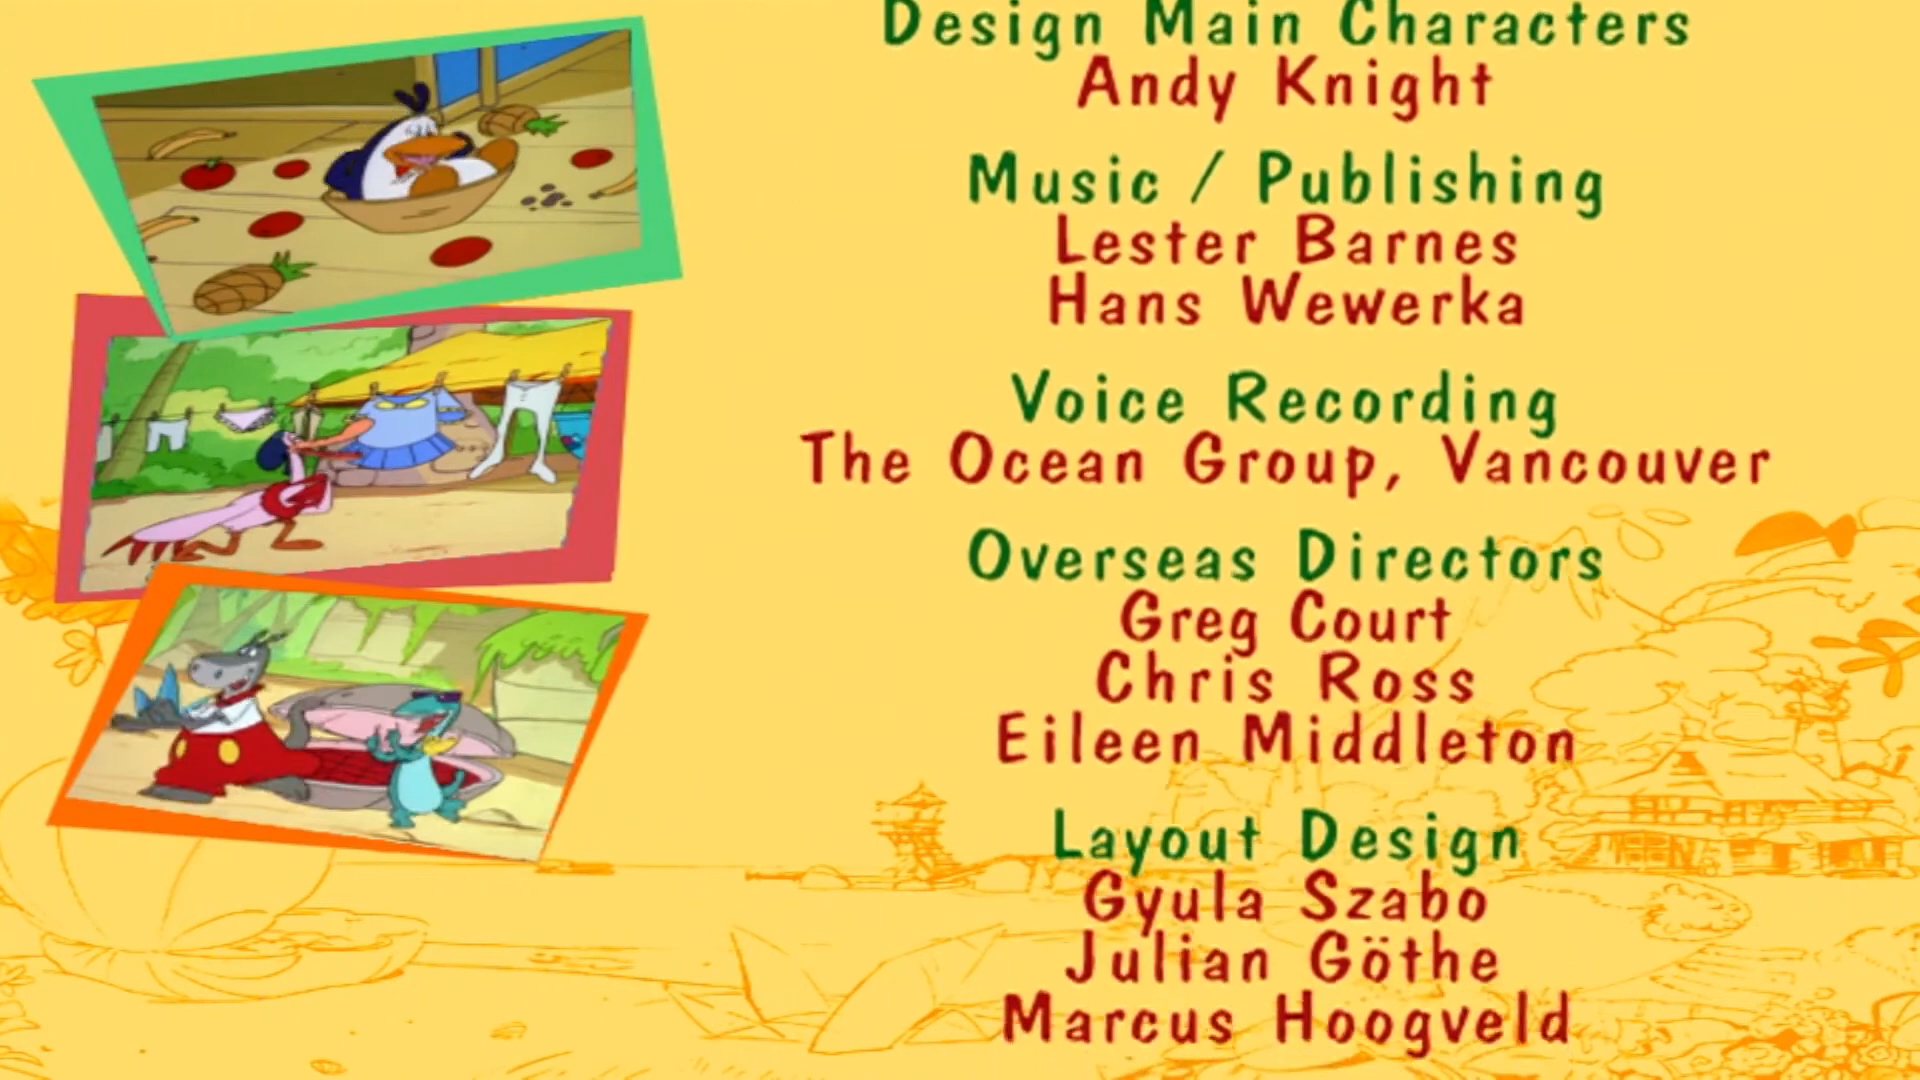 Design Main Characters
Andy Knight
Music / Publishing
Lester Barnes
Hans Wewerka
Voice Recording
The Ocean Group, Vancouver
Overseas Directors
Greg Court
Chris Ross
Eileen Middleton
Layout Design
Gyula Szabo
Julian Göthe
Marcus Hoogveld